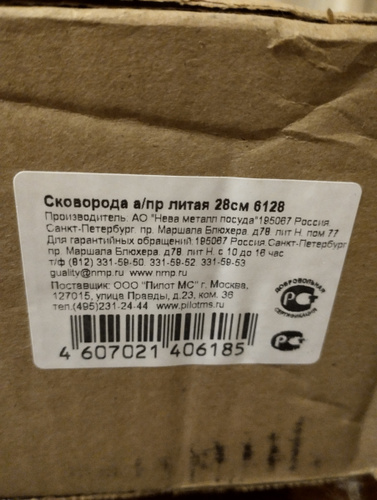 Сковорода а/пр литая 28см 6128
Производитель: АО "Нева металл посуда"195067 Россия
Санкт-Петербург. пр. Маршала Блюхера. д78 лит Н. пом 77
Для гарантийных обращений:195067 Россия Санкт-Петербург
пр. Маршала Блюхера. д78 лит Н. с 10 до 16 час
т/ф (812) 331-59-50 331-59-52 331-59-53
guality@nmp.ru www.nmp.ru
Поставщик: ООО "Пилот МС" г. Москва,
127015, улица Правды, д.23, ком. 36
тел.(495)231-24-44 www.pilotms.ru
ДОБРОВОЛЬНАЯ
СЕРТИФИКАЦИЯ
4 607021 406185